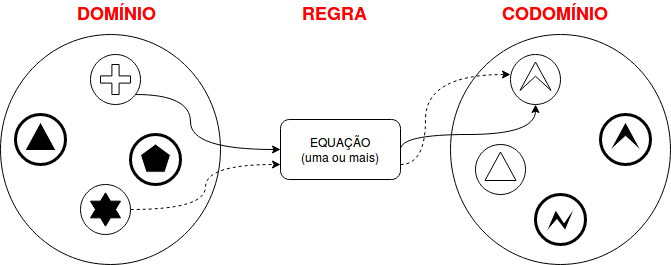 DOMÍNIO
REGRA
CODOMÍNIO
EQUAÇÃO
(uma ou mais)